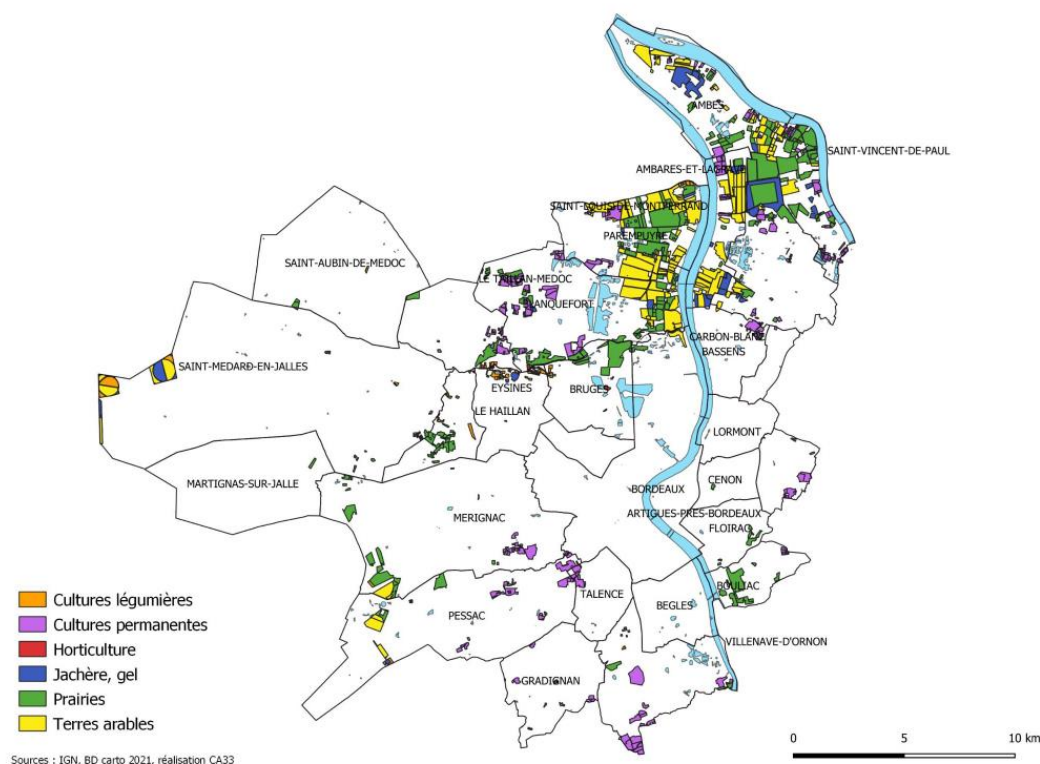 AMBES
SAINT-VINCENT-DE-PAUL
AMBARES-ET-LAGRAVE
SAINT-LOUIS-DE-MONTFERRAND
PAREMPUYRE
SAINT-AUBIN-DE-MEDOC
LE TAILLAN-MEDOC
BLANQUEFORT
CARBON-BLANC
BASSENS
SAINT-MEDARD-EN-JALLES
EYSINES
BRUGES
LE HAILLAN
LORMONT
MARTIGNAS-SUR-JALLE
CENON
BORDEAUX
ARTIGUES-PRES-BORDEAUX
MERIGNAC
FLOIRAC
BOULIAC
TALENCE
BEGLES
PESSAC
VILLENAVE-D'ORNON
GRADIGNAN
Cultures légumières
Cultures permanentes
Horticulture
Jachère, gel
Prairies
Terres arables
0 5 10 km
Sources : IGN, BD carto 2021, réalisation CA33